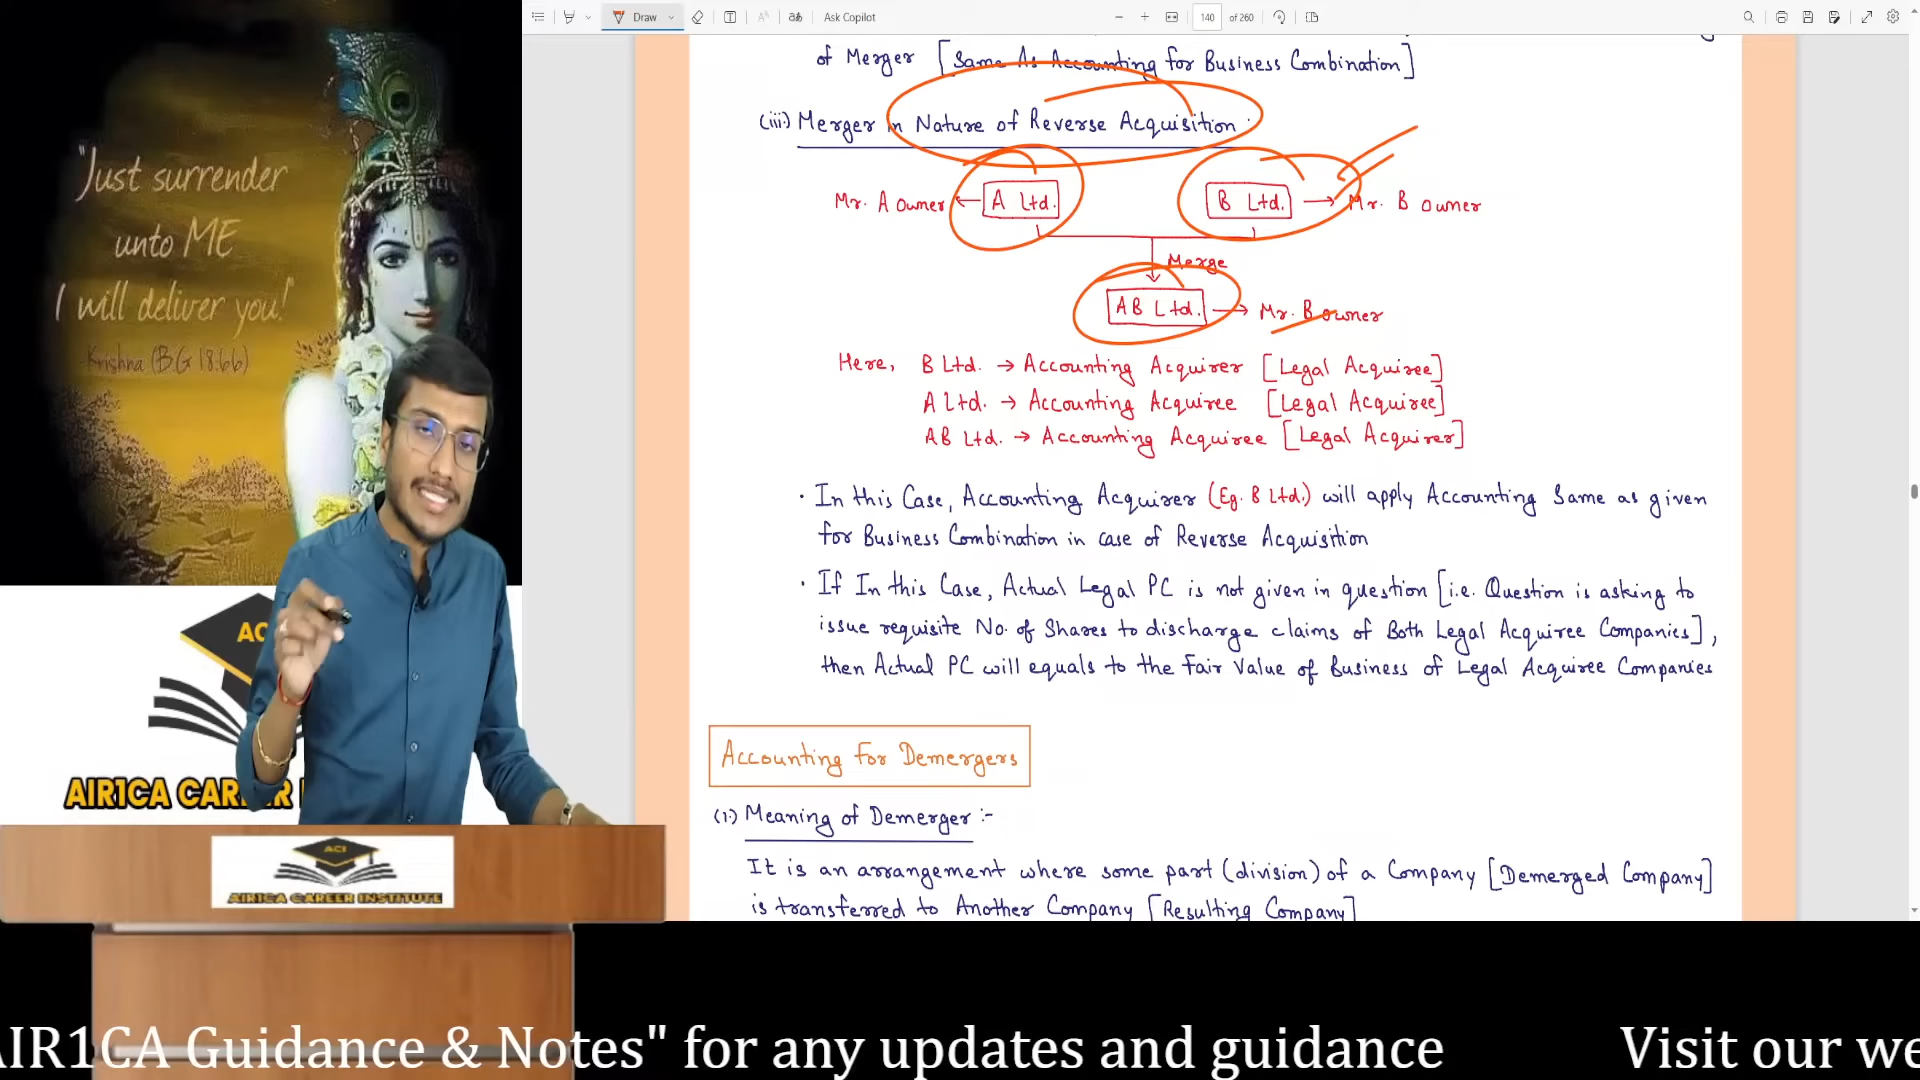 Draw
Ask Copilot
140 of 260
of Merger [Same As Accounting for Business Combination]
(iii) Merger in Nature of Reverse Acquisition
Mr. A owner
A Ltd.
B Ltd.
Mr. B owner
Merge
AB Ltd.
Mr. B owner
Here, B Ltd. → Accounting Acquirer [Legal Acquiree]
A Ltd. → Accounting Acquiree [Legal Acquiree]
AB Ltd. → Accounting Acquiree [Legal Acquirer]
• In this Case, Accounting Acquirer (Eg. B Ltd.) will apply Accounting Same as given
for Business Combination in case of Reverse Acquisition
• If In this Case, Actual Legal PC is not given in question [i.e. Question is asking to
issue requisite No. of Shares to discharge claims of Both Legal Acquiree Companies],
then Actual PC will equals to the Fair Value of Business of Legal Acquiree Companies
Accounting for Demergers
(1.) Meaning of Demerger :-
It is an arrangement where some part (division) of a Company [Demerged Company]
is transferred to Another Company [Resulting Company]
"Just surrender
unto ME
I will deliver you!"
Krishna (B.G 18:66)
AIR1CA CAREER
ACI
AIR1CA CAREER INSTITUTE
AIR1CA Guidance & Notes" for any updates and guidance
Visit our we